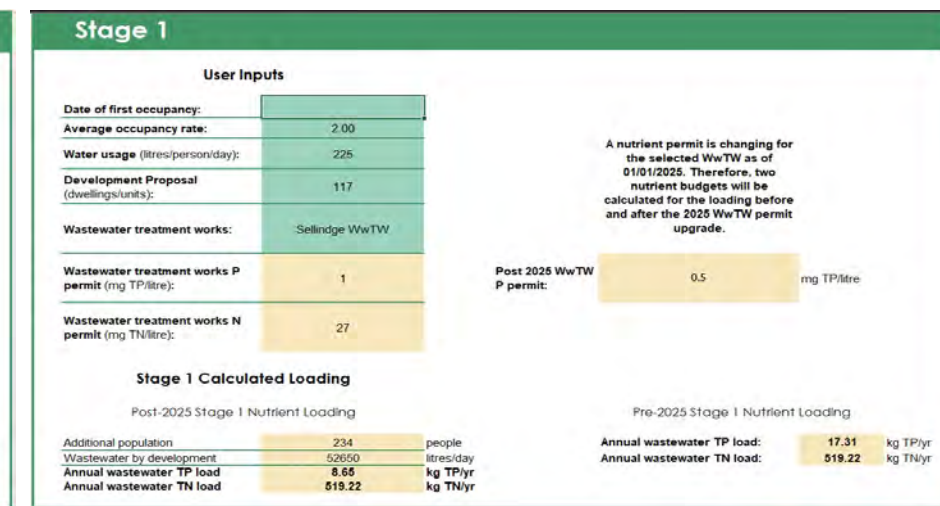 Stage 1
User Inputs
Date of first occupancy:
Average occupancy rate: 2.00
Water usage (litres/person/day): 225
Development Proposal
(dwellings/units): 117
Wastewater treatment works: Sellindge WwTW
Wastewater treatment works P
permit (mg TP/litre): 1
Wastewater treatment works N
permit (mg TN/litre): 27
A nutrient permit is changing for
the selected WwTW as of
01/01/2025. Therefore, two
nutrient budgets will be
calculated for the loading before
and after the 2025 WwTW permit
upgrade.
Post 2025 WwTW
P permit: 0.5 mg TP/litre
Stage 1 Calculated Loading
Post-2025 Stage 1 Nutrient Loading
Additional population 234 people
Wastewater by development 52650 litres/day
Annual wastewater TP load 8.65 kg TP/yr
Annual wastewater TN load 519.22 kg TN/yr
Pre-2025 Stage 1 Nutrient Loading
Annual wastewater TP load: 17.31 kg TP/yr
Annual wastewater TN load: 519.22 kg TN/yr